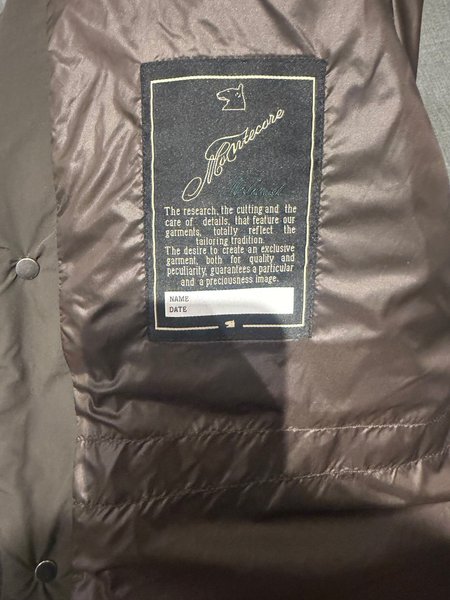 Montecore
The research, the cutting and the
care of details, that feature our
garments, totally reflect the
tailoring tradition.
The desire to create an exclusive
garment, both for quality and
peculiarity, guarantees a particular
and a preciousness image.
NAME
DATE